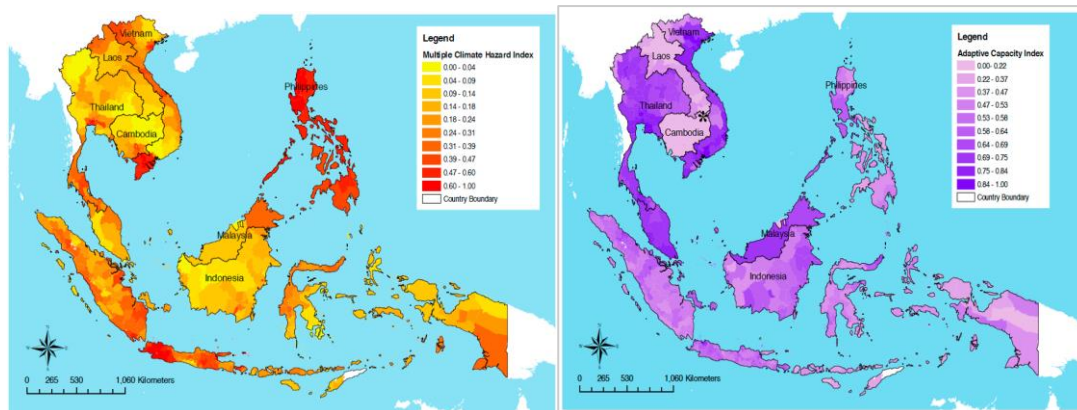 Vietnam
Laos
Thailand
Cambodia
Philippines
Malaysia
Indonesia
Legend
Multiple Climate Hazard Index
0.00 - 0.04
0.04 - 0.09
0.09 - 0.14
0.14 - 0.18
0.18 - 0.24
0.24 - 0.31
0.31 - 0.39
0.39 - 0.47
0.47 - 0.60
0.60 - 1.00
Country Boundary
0 265 530 1,060 Kilometers
Vietnam
Laos
Thailand
*
Cambodia
Philippines
Malaysia
Indonesia
Legend
Adaptive Capacity Index
0.00 - 0.22
0.22 - 0.37
0.37 - 0.47
0.47 - 0.53
0.53 - 0.58
0.58 - 0.64
0.64 - 0.69
0.69 - 0.75
0.75 - 0.84
0.84 - 1.00
Country Boundary
0 265 530 1,060 Kilometers